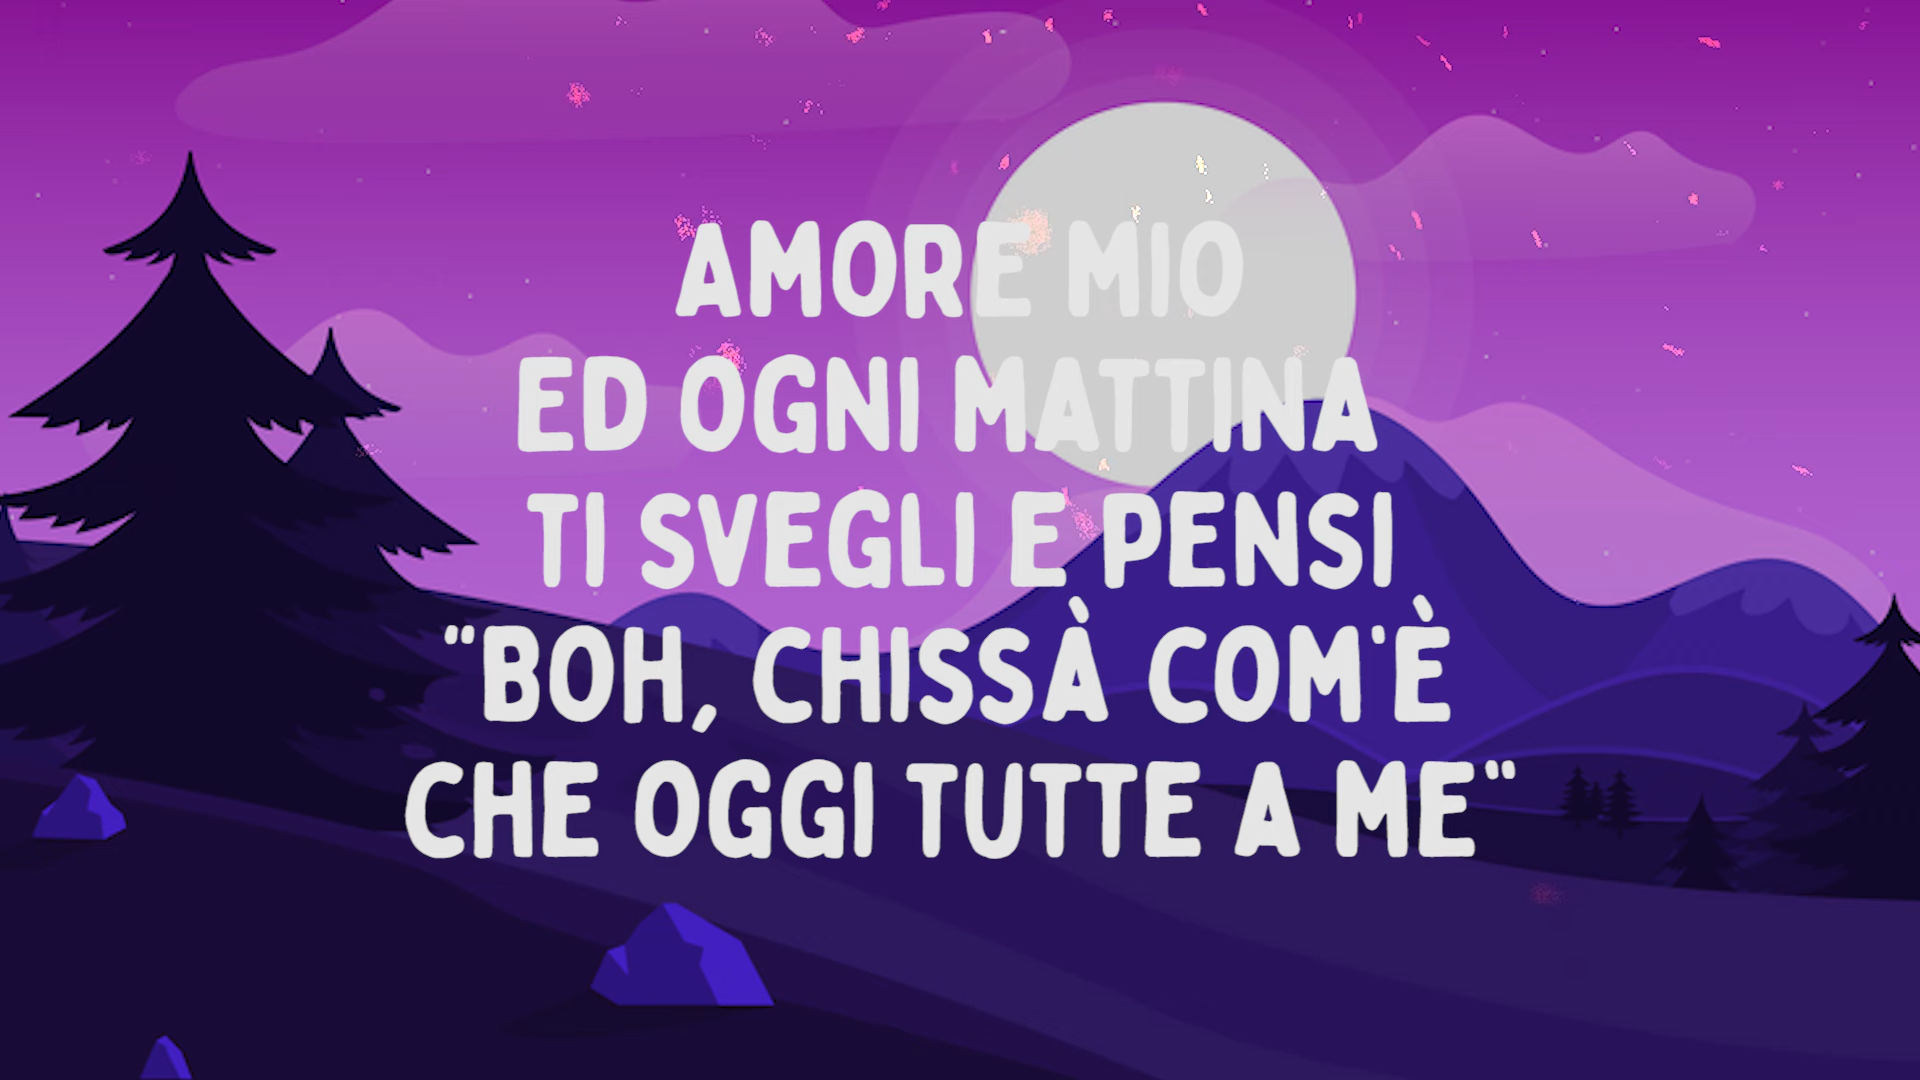 AMORE MIO
ED OGNI MATTINA
TI SVEGLI E PENSI
"BOH, CHISSÀ COM'È
CHE OGGI TUTTE A ME"